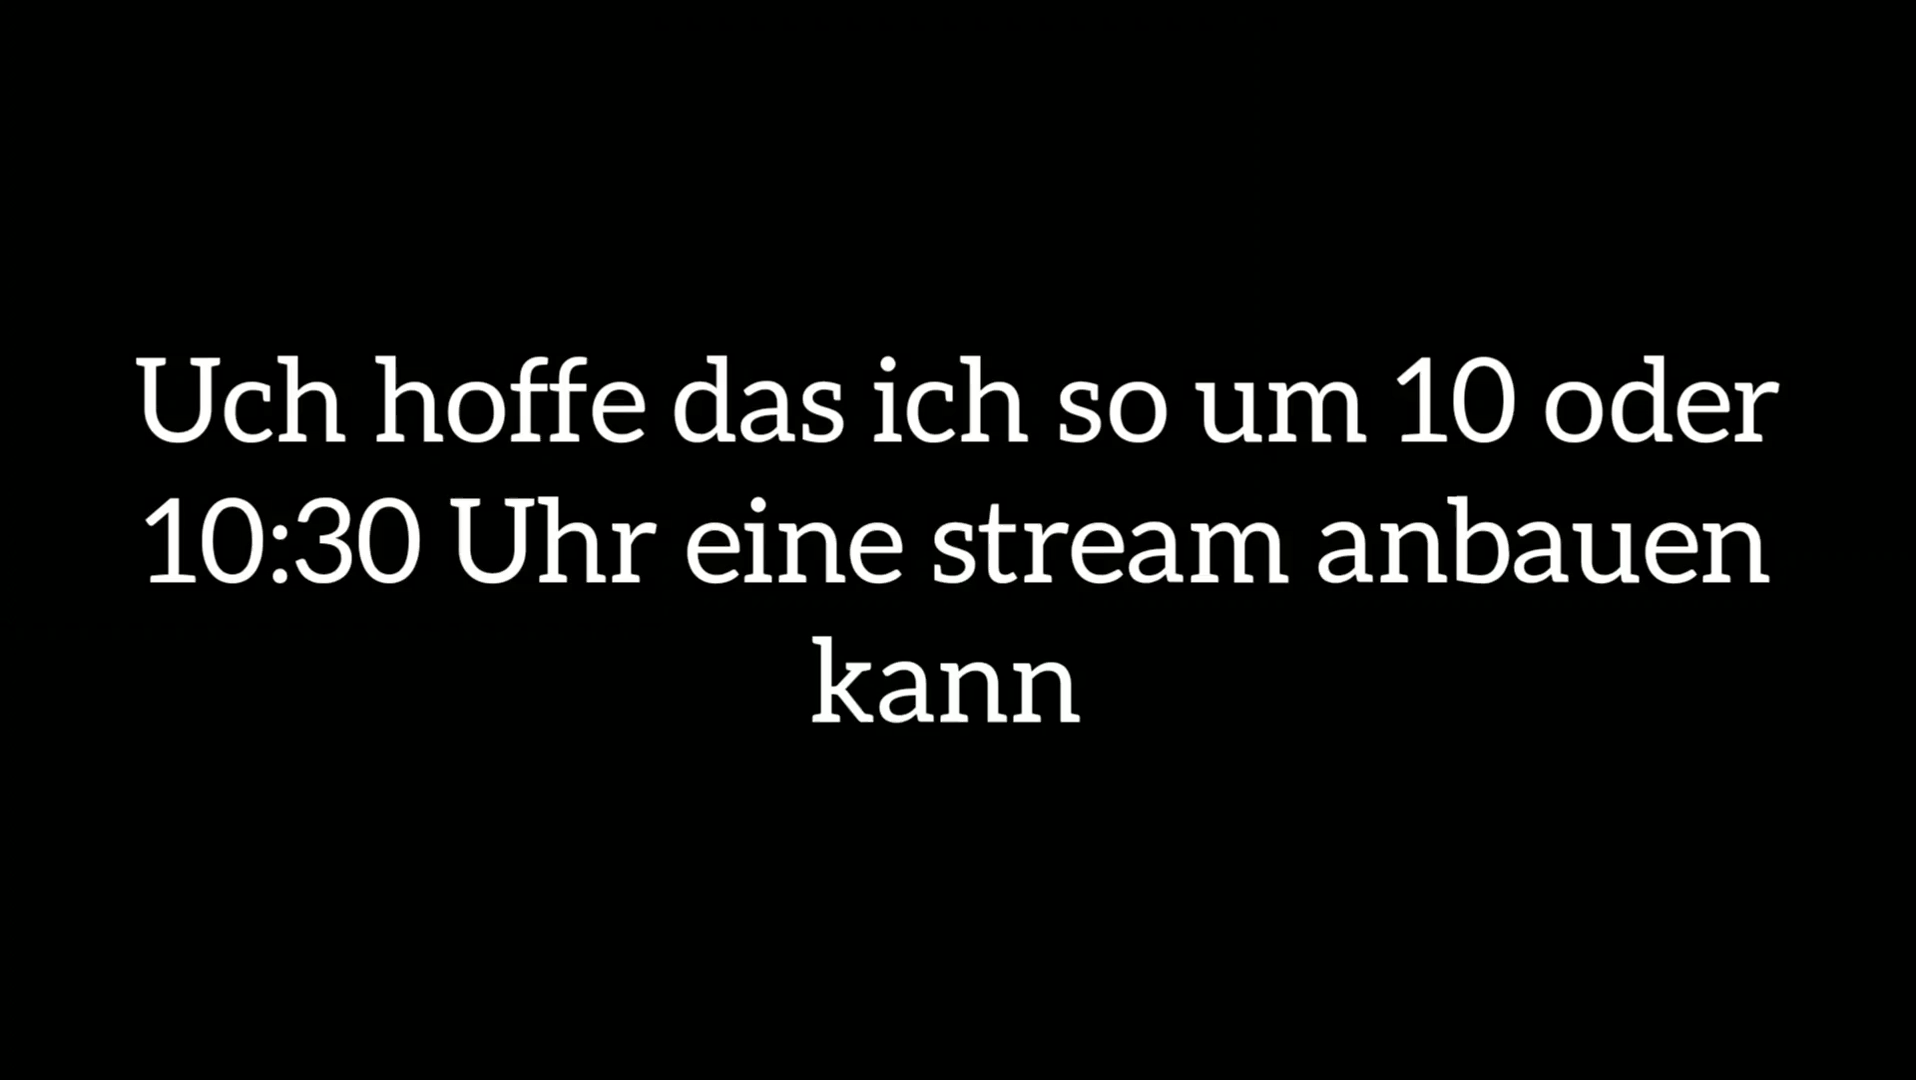 Uch hoffe das ich so um 10 oder
10:30 Uhr eine stream anbauen
kann